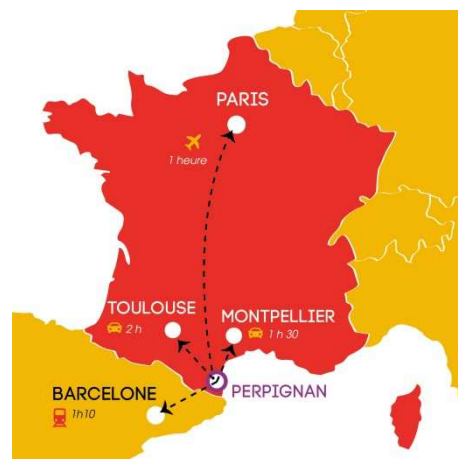 PARIS
1 heure
TOULOUSE
2 h
MONTPELLIER
1 h 30
BARCELONE
1h10
PERPIGNAN